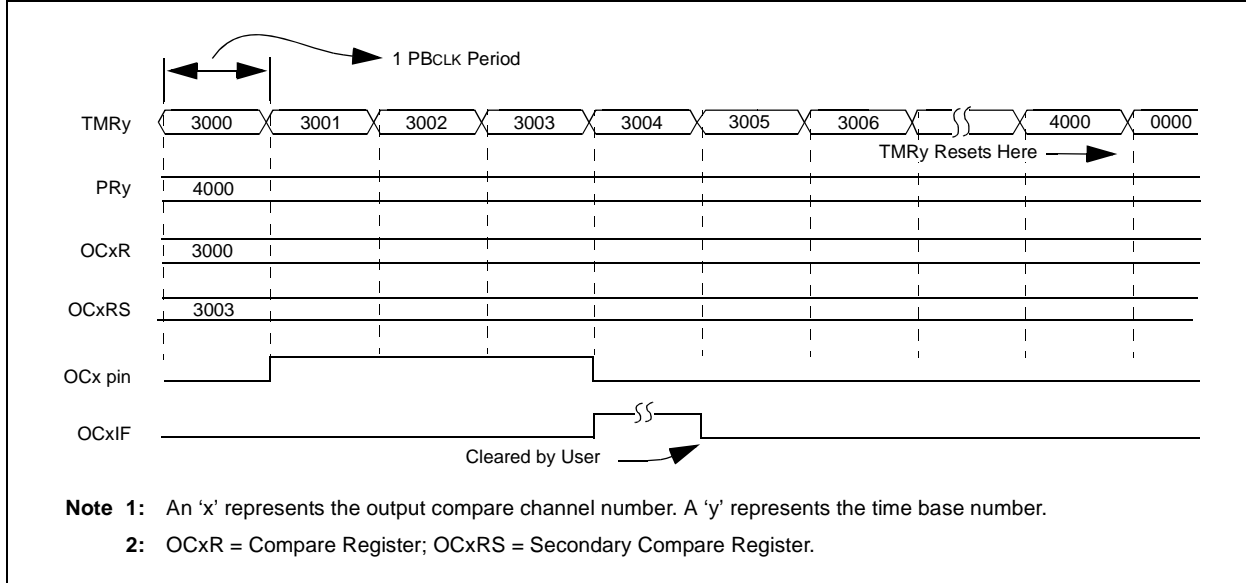 1 PBCLK Period
TMRy 3000 3001 3002 3003 3004 3005 3006 4000 0000
TMRy Resets Here
PRy 4000
OCxR 3000
OCxRS 3003
OCx pin
OCxIF
Cleared by User
Note 1: An ‘x’ represents the output compare channel number. A ‘y’ represents the time base number.
2: OCxR = Compare Register; OCxRS = Secondary Compare Register.